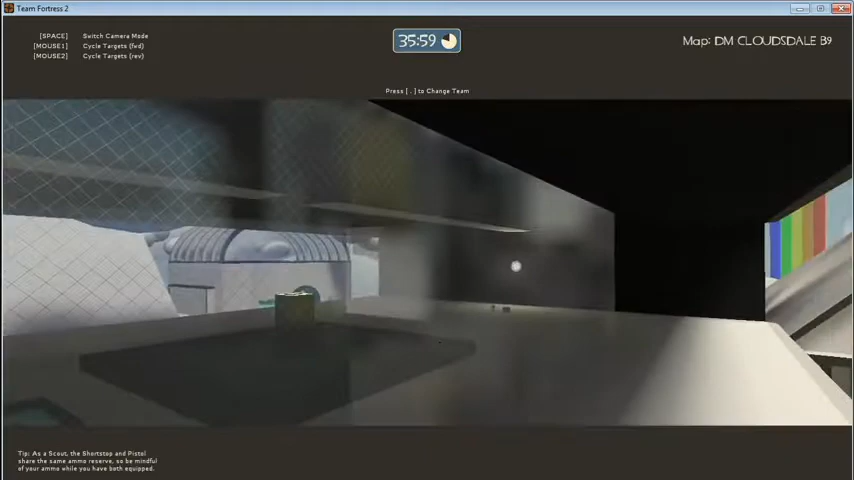 Team Fortress 2
[SPACE] Switch Camera Mode
[MOUSE1] Cycle Targets (fwd)
[MOUSE2] Cycle Targets (rev)
35:59
Map: DM CLOUDSDALE B9
Press [ . ] to Change Team
Tip: As a Scout, the Shortstop and Pistol
share the same ammo reserve, so be mindful
of your ammo while you have both equipped.